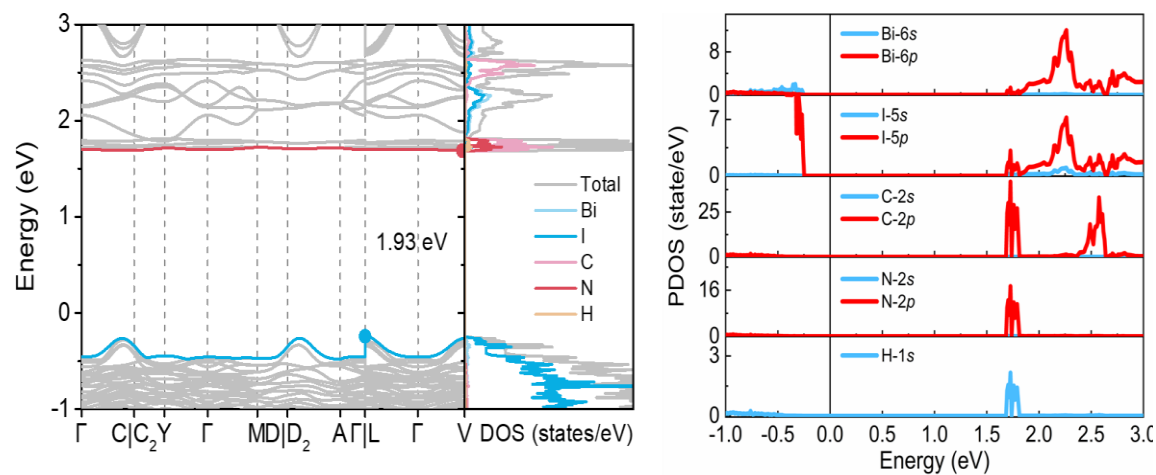 3
2
1
0
-1
Energy (eV)
1.93 eV
Total
Bi
I
C
N
H
Γ C|C₂Y Γ MD|D₂ AΓ|L Γ V DOS (states/eV)
PDOS (state/eV)
8
0
Bi-6s
Bi-6p
7
0
I-5s
I-5p
25
0
C-2s
C-2p
16
0
N-2s
N-2p
3
0
H-1s
-1.0 -0.5 0.0 0.5 1.0 1.5 2.0 2.5 3.0
Energy (eV)